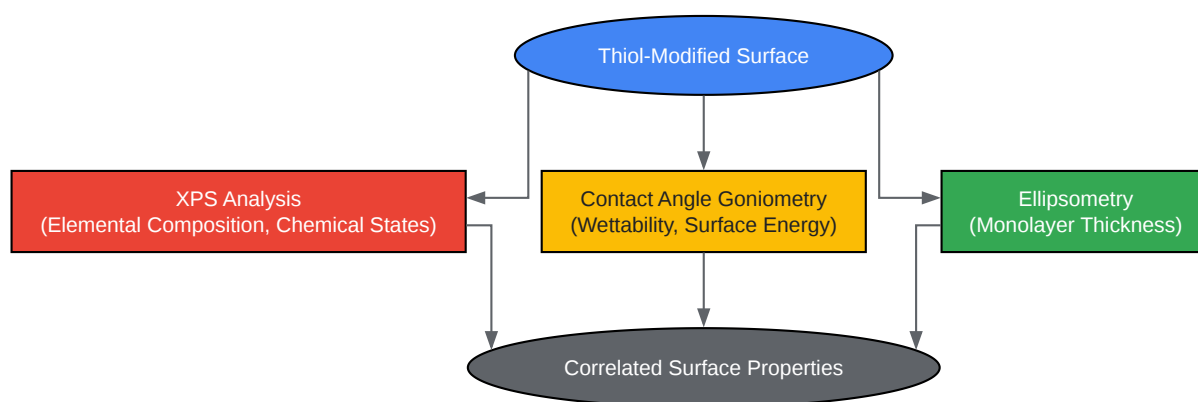 Thiol-Modified Surface
XPS Analysis
(Elemental Composition, Chemical States)
Contact Angle Goniometry
(Wettability, Surface Energy)
Ellipsometry
(Monolayer Thickness)
Correlated Surface Properties